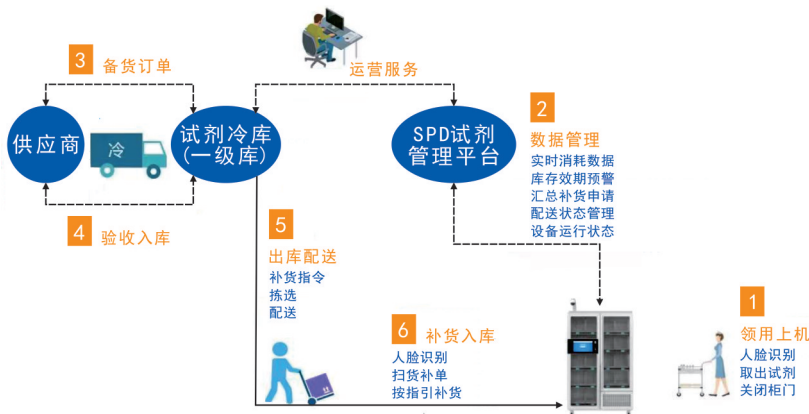 3 备货订单
运营服务
供应商
冷
试剂冷库
(一级库)
SPD试剂
管理平台
2
数据管理
实时消耗数据
库存效期预警
汇总补货申请
配送状态管理
设备运行状态
4 验收入库
5
出库配送
补货指令
拣选
配送
6 补货入库
人脸识别
扫货补单
按指引补货
1
领用上机
人脸识别
取出试剂
关闭柜门